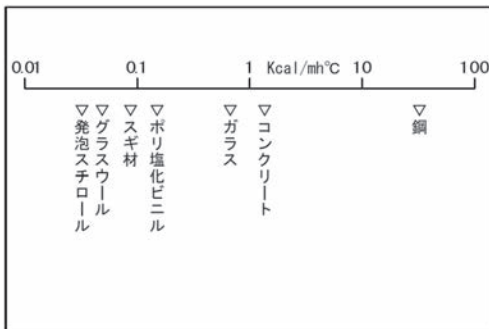 0.01 0.1 1 Kcal/mh℃ 10 100
▽発泡スチロール
▽グラスウール
▽スギ材
▽ポリ塩化ビニル
▽ガラス
▽コンクリート
▽鋼